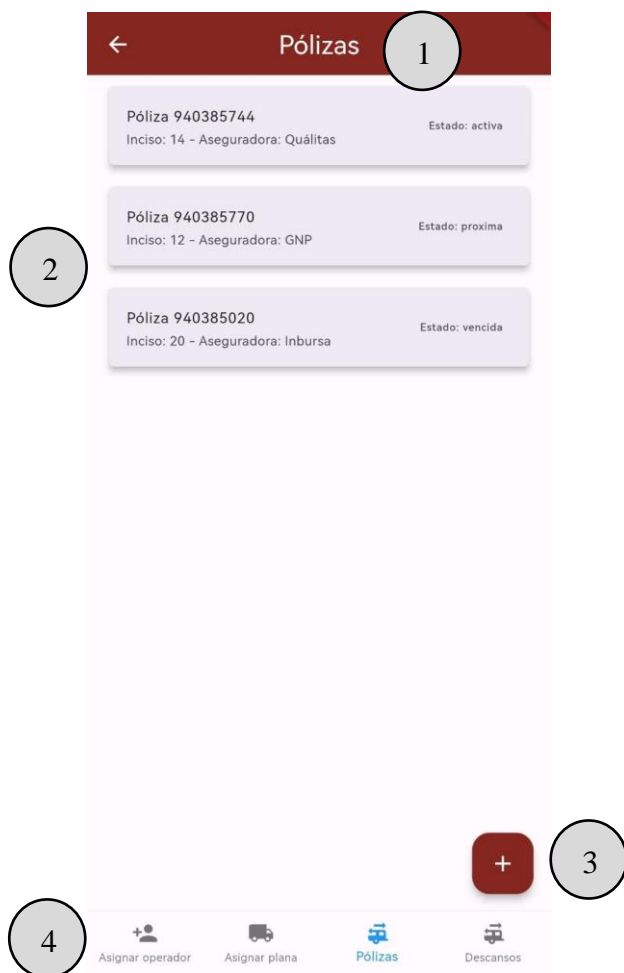 Pólizas
1
Póliza 940385744
Inciso: 14 - Aseguradora: Quálitas
Estado: activa
Póliza 940385770
Inciso: 12 - Aseguradora: GNP
Estado: proxima
2
Póliza 940385020
Inciso: 20 - Aseguradora: Inbursa
Estado: vencida
+
3
4
Asignar operador
Asignar plana
Pólizas
Descansos